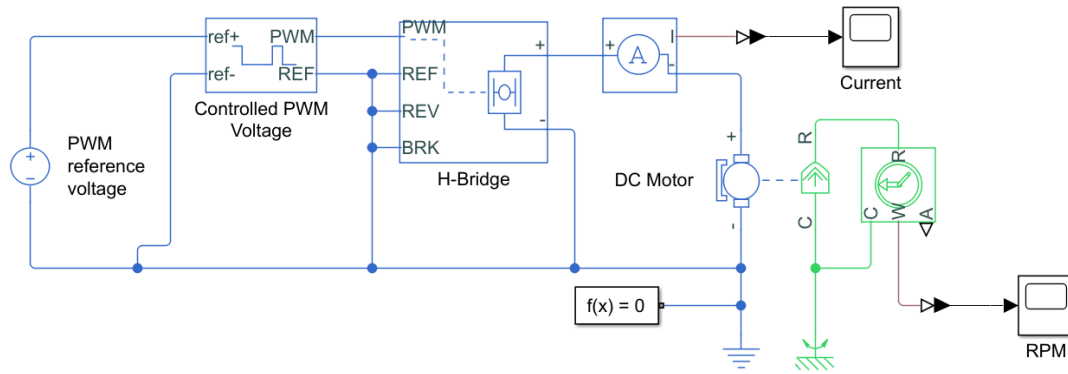 ref+
PWM
ref-
REF
Controlled PWM
Voltage
PWM
reference
voltage
+
−
PWM
REF
REV
BRK
+
-
H-Bridge
+
A
I
-
Current
DC Motor
+
-
R
C
R
C
W
A
f(x) = 0
RPM